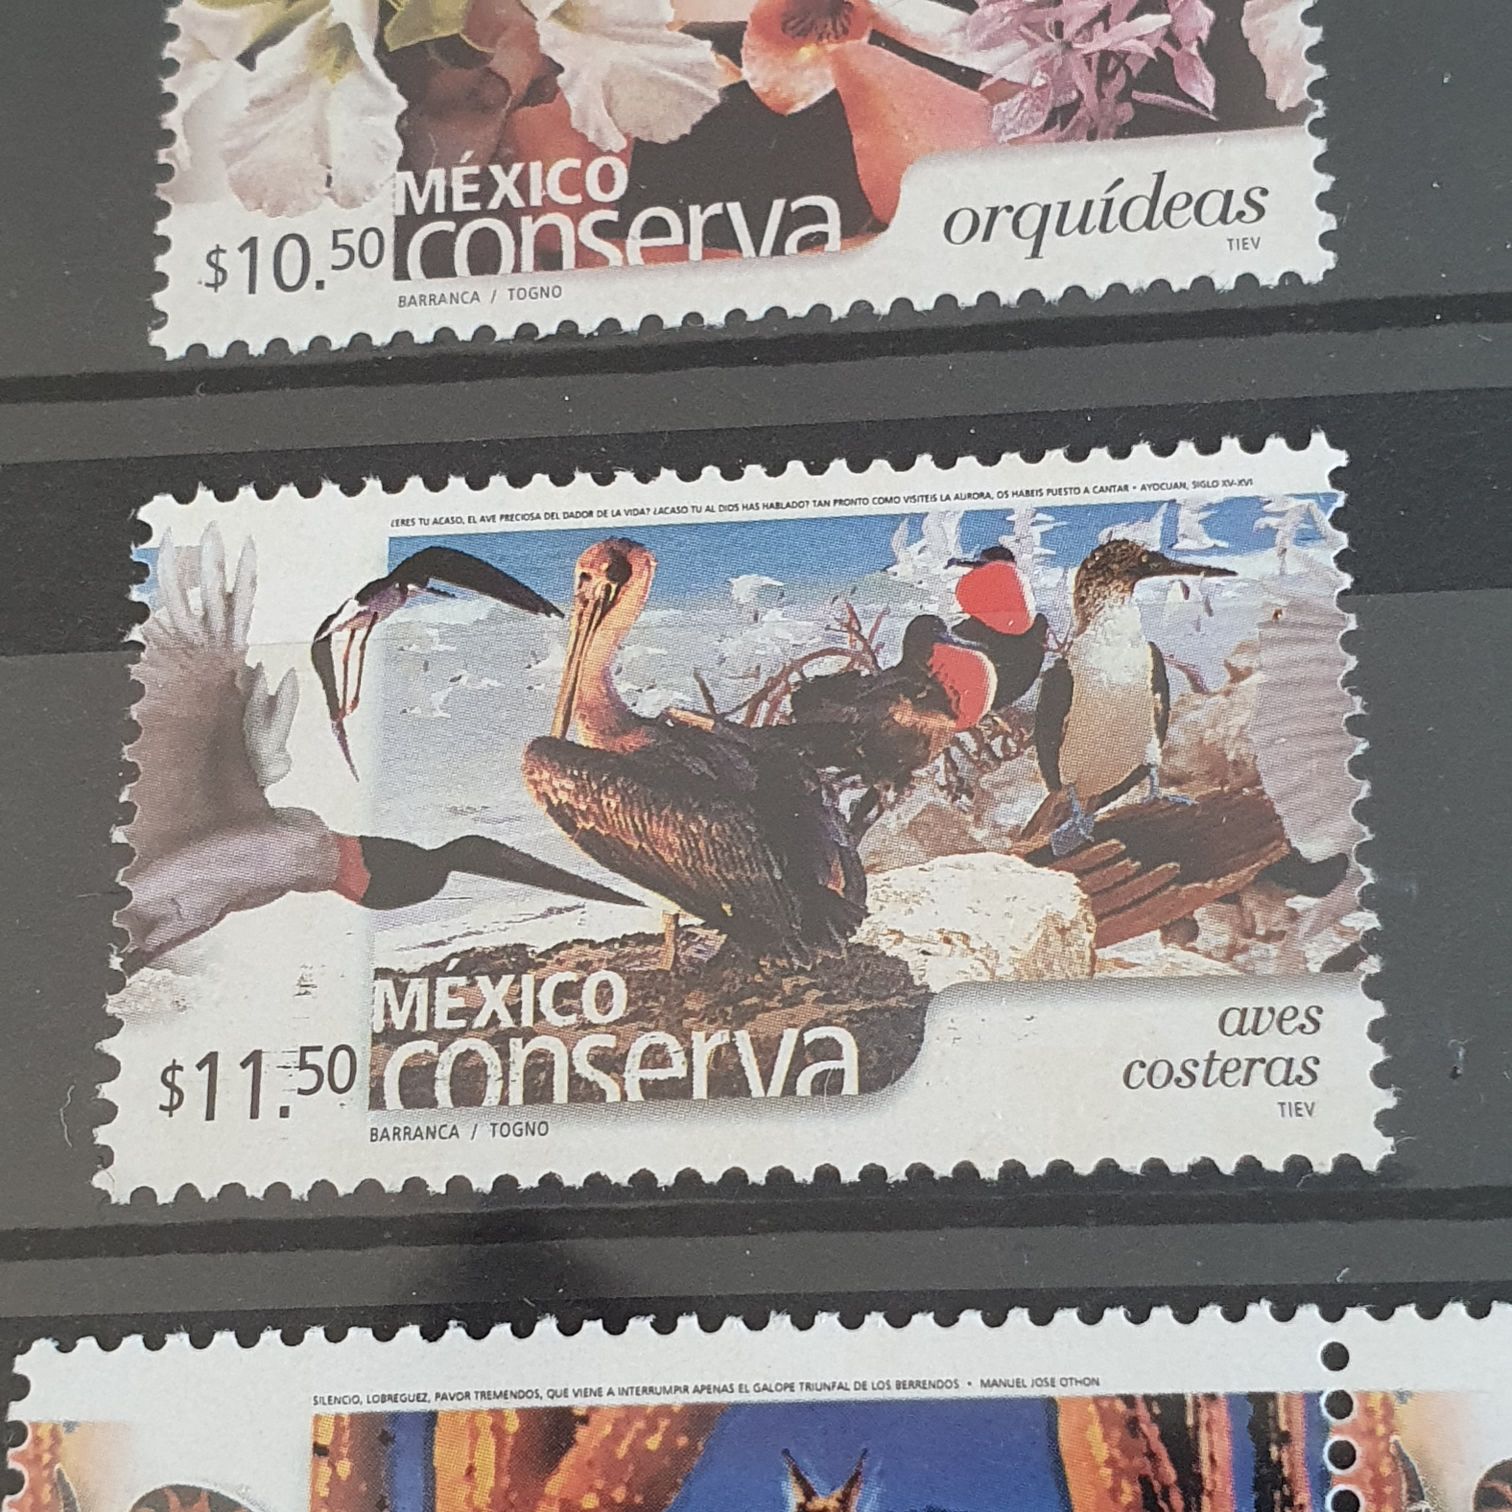 MÉXICO
conserva
$10.50
orquídeas
TIEV
BARRANCA / TOGNO
¿ERES TU ACASO, EL AVE PRECIOSA DEL DADOR DE LA VIDA? ¿ACASO TU AL DIOS HAS HABLADO? TAN PRONTO COMO VISITEIS LA AURORA, OS HABEIS PUESTO A CANTAR • AYOCUAN, SIGLO XV-XVI
MÉXICO
conserva
$11.50
aves
costeras
TIEV
BARRANCA / TOGNO
SILENCIO, LOBREGUEZ, PAVOR TREMENDOS, QUE VIENE A INTERRUMPIR APENAS EL GALOPE TRIUNFAL DE LOS BERRENDOS • MANUEL JOSE OTHON